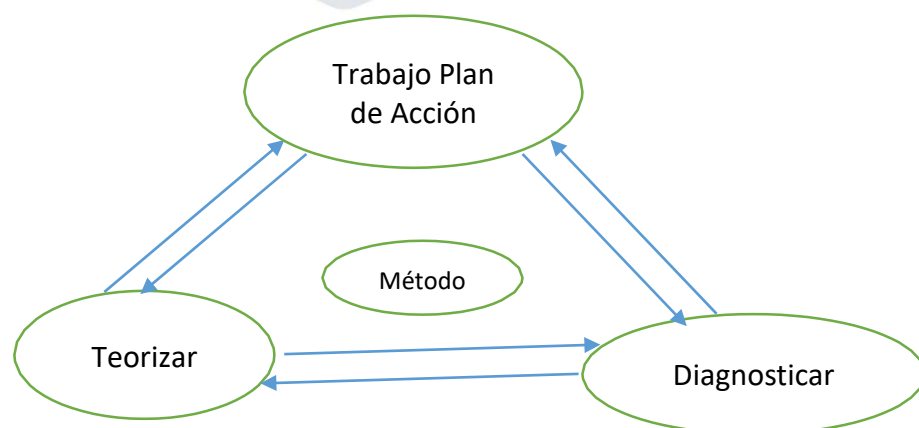 Trabajo Plan
de Acción
Método
Teorizar
Diagnosticar